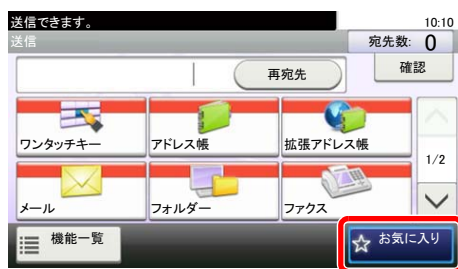 送信できます。
10:10
送信
宛先数: 0
再宛先
確認
ワンタッチキー
アドレス帳
拡張アドレス帳
1/2
メール
フォルダー
ファクス
機能一覧
お気に入り